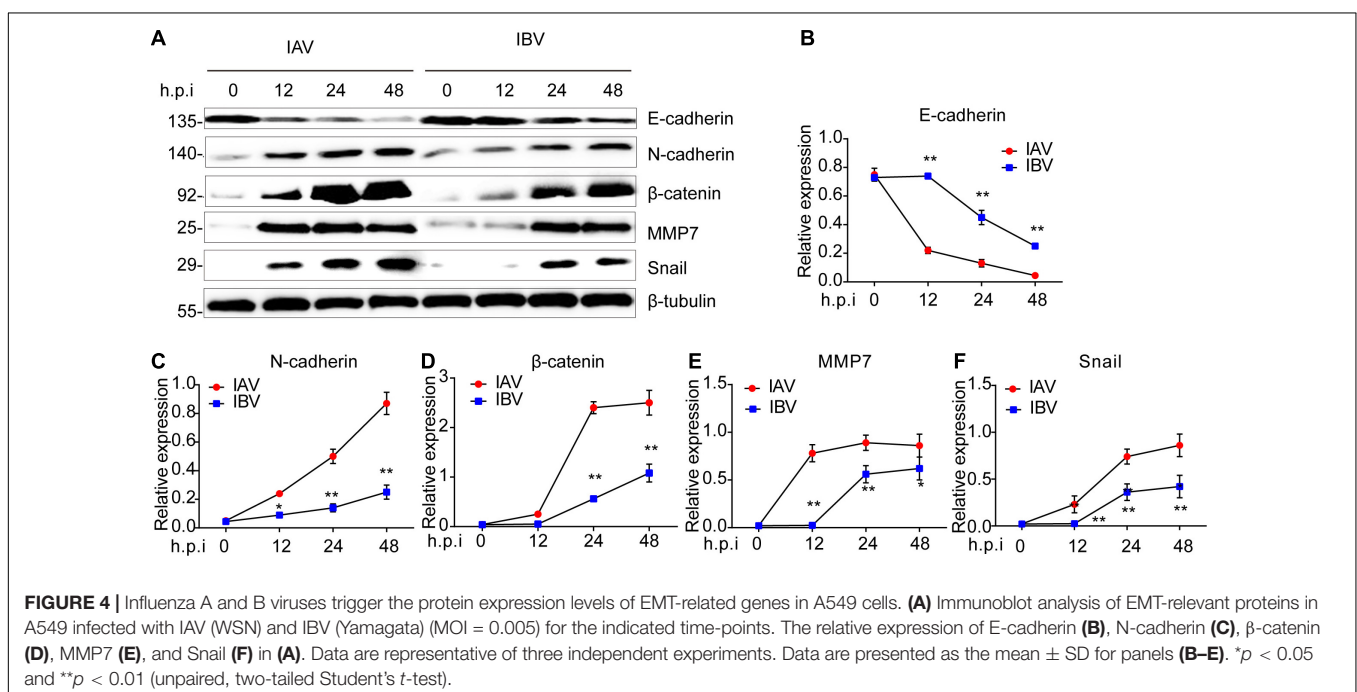 A
IAV IBV
h.p.i 0 12 24 48 0 12 24 48
135- E-cadherin
140- N-cadherin
92- β-catenin
25- MMP7
29- Snail
55- β-tubulin
B
E-cadherin
Relative expression
1.0
0.8
0.6
0.4
0.2
0.0
IAV
IBV
** ** **
h.p.i 0 12 24 48
C
N-cadherin
Relative expression
1.0
0.8
0.6
0.4
0.2
0.0
IAV
IBV
* ** **
h.p.i 0 12 24 48
D
β-catenin
Relative expression
3
2
1
0
IAV
IBV
** **
h.p.i 0 12 24 48
E
MMP7
Relative expression
1.5
1.0
0.5
0.0
IAV
IBV
** ** *
h.p.i 0 12 24 48
F
Snail
Relative expression
1.5
1.0
0.5
0.0
IAV
IBV
** ** **
h.p.i 0 12 24 48
FIGURE 4 | Influenza A and B viruses trigger the protein expression levels of EMT-related genes in A549 cells. (A) Immunoblot analysis of EMT-relevant proteins in
A549 infected with IAV (WSN) and IBV (Yamagata) (MOI = 0.005) for the indicated time-points. The relative expression of E-cadherin (B), N-cadherin (C), β-catenin
(D), MMP7 (E), and Snail (F) in (A). Data are representative of three independent experiments. Data are presented as the mean ± SD for panels (B–E). *p < 0.05
and **p < 0.01 (unpaired, two-tailed Student's t-test).